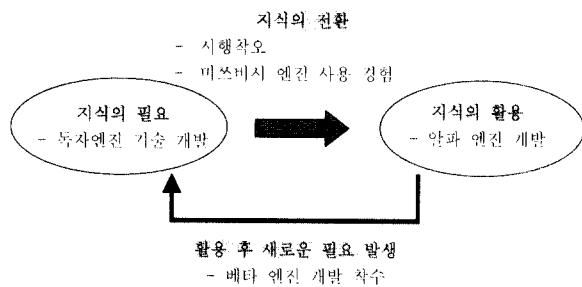 지식의 전환
- 시행착오
- 미쯔비시 엔진 사용 경험
지식의 필요
- 독자엔진 기술 개발
지식의 활용
- 알파 엔진 개발
활용 후 새로운 필요 발생
- 베타 엔진 개발 착수